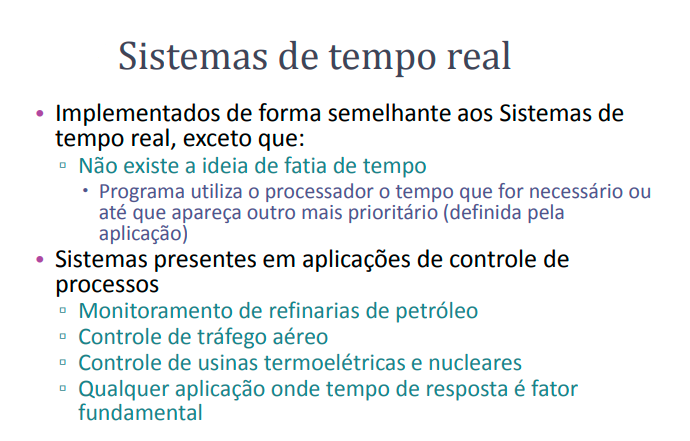 Sistemas de tempo real
• Implementados de forma semelhante aos Sistemas de
tempo real, exceto que:
▫ Não existe a ideia de fatia de tempo
• Programa utiliza o processador o tempo que for necessário ou
até que apareça outro mais prioritário (definida pela
aplicação)
• Sistemas presentes em aplicações de controle de
processos
▫ Monitoramento de refinarias de petróleo
▫ Controle de tráfego aéreo
▫ Controle de usinas termoelétricas e nucleares
▫ Qualquer aplicação onde tempo de resposta é fator
fundamental